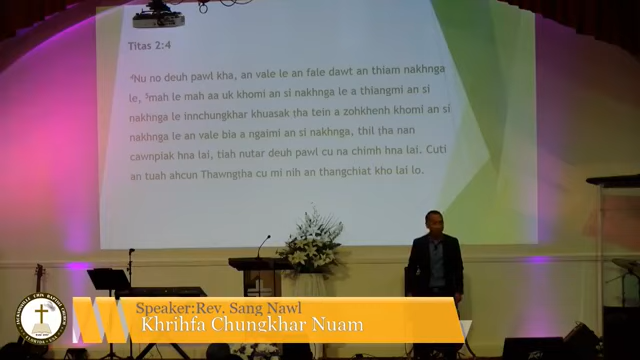 Titas 2:4
⁴Nu no deuh pawl kha, an vale le an fale dawt an thiam nakhnga
le, ⁵mah le mah aa uk khomi an si nakhnga le a thiangmi an si
nakhnga le innchungkhar khuasak ṭha tein a zohkhenh khomi an si
nakhnga le an vale bia a ngaimi an si nakhnga, thil ṭha nan
cawnpiak hna lai, tiah nutar deuh pawl cu na chimh hna lai. Cuti
an tuah ahcun Thawngṭha cu mi nih an thangchiat kho lai lo.
Speaker:Rev. Sang Nawl
Khrihfa Chungkhar Nuam